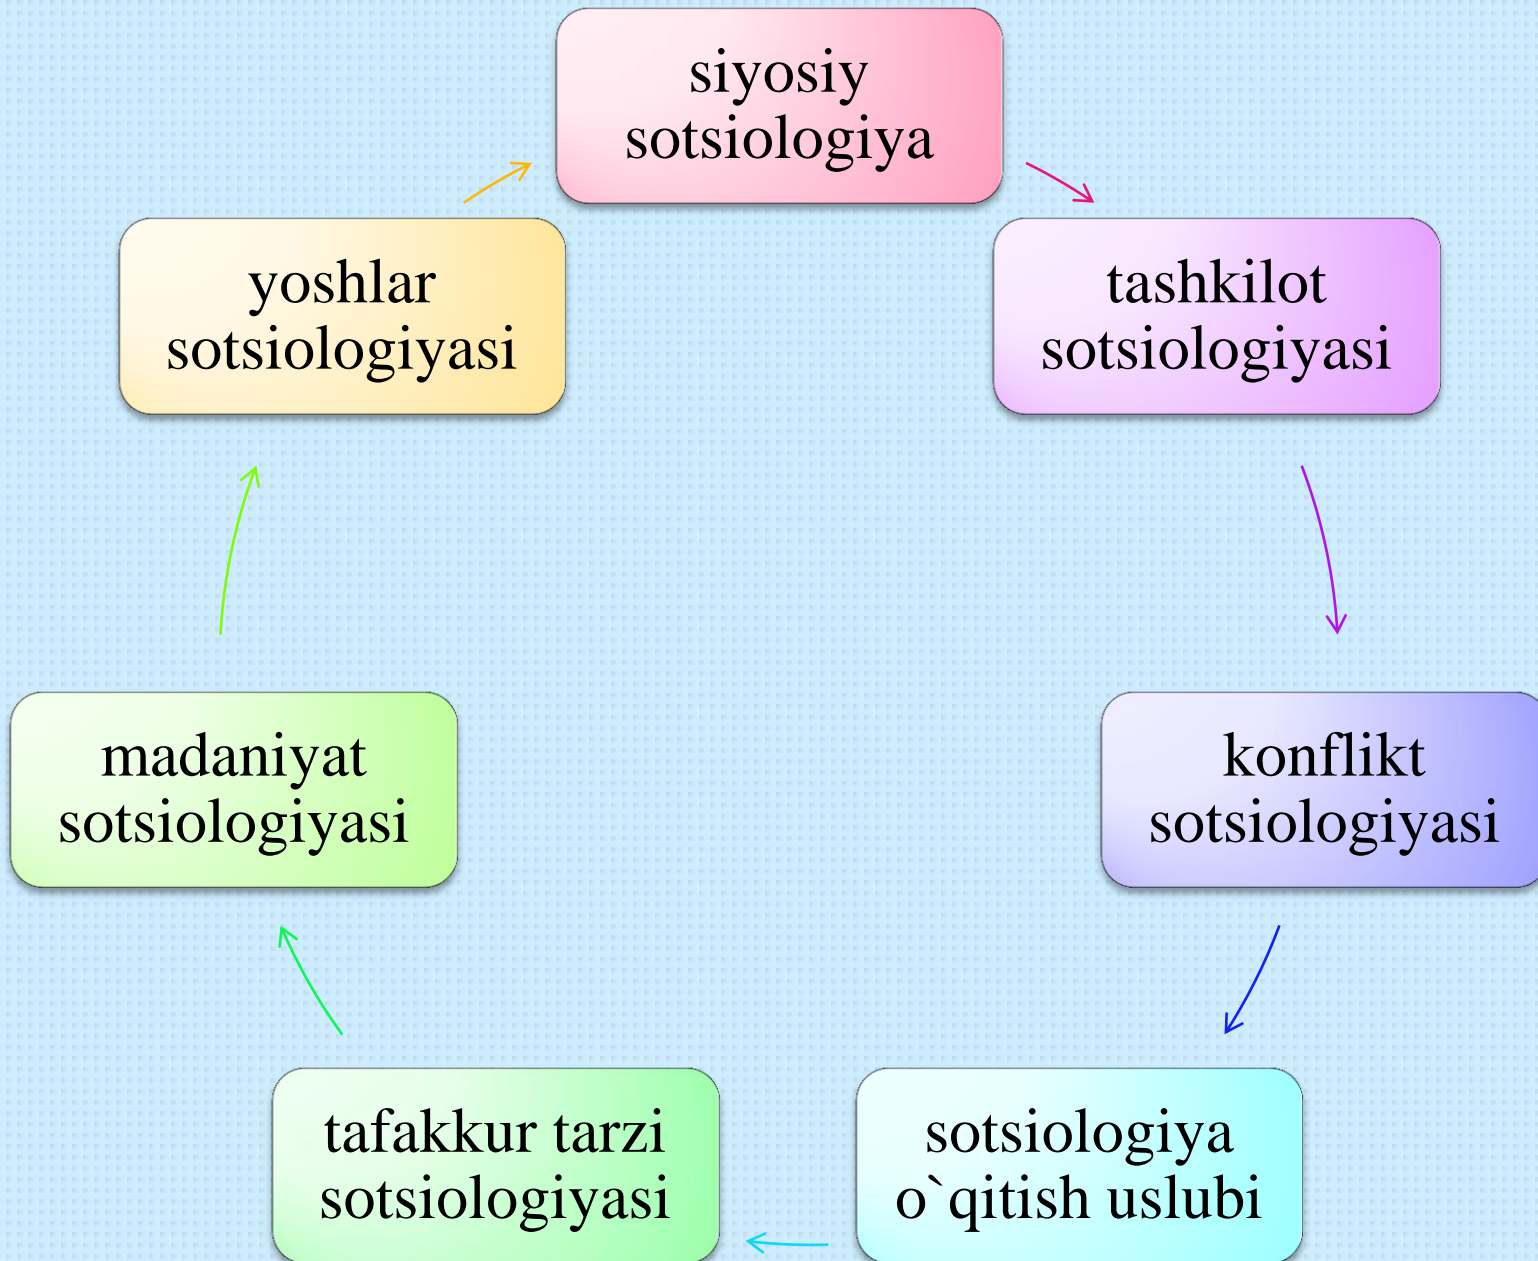 siyosiy
sotsiologiya
tashkilot
sotsiologiyasi
konflikt
sotsiologiyasi
sotsiologiya
o`qitish uslubi
tafakkur tarzi
sotsiologiyasi
madaniyat
sotsiologiyasi
yoshlar
sotsiologiyasi